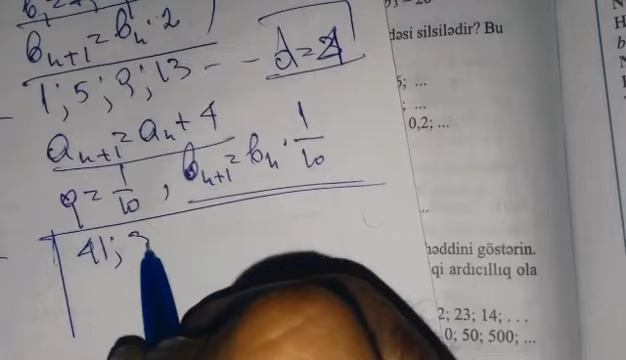 b_{n+1} = b_n · 2
1; 5; 9; 13 - - d=4
a_{n+1} = a_n + 4
q = 1/10, b_{n+1} = b_n · 1/10
41;
dəsi silsilədir? Bu
; ...
; ...
0,2; ...
həddini göstərin.
qi ardıcıllıq ola
2; 23; 14; . . .
0; 50; 500; ...
N
H
b